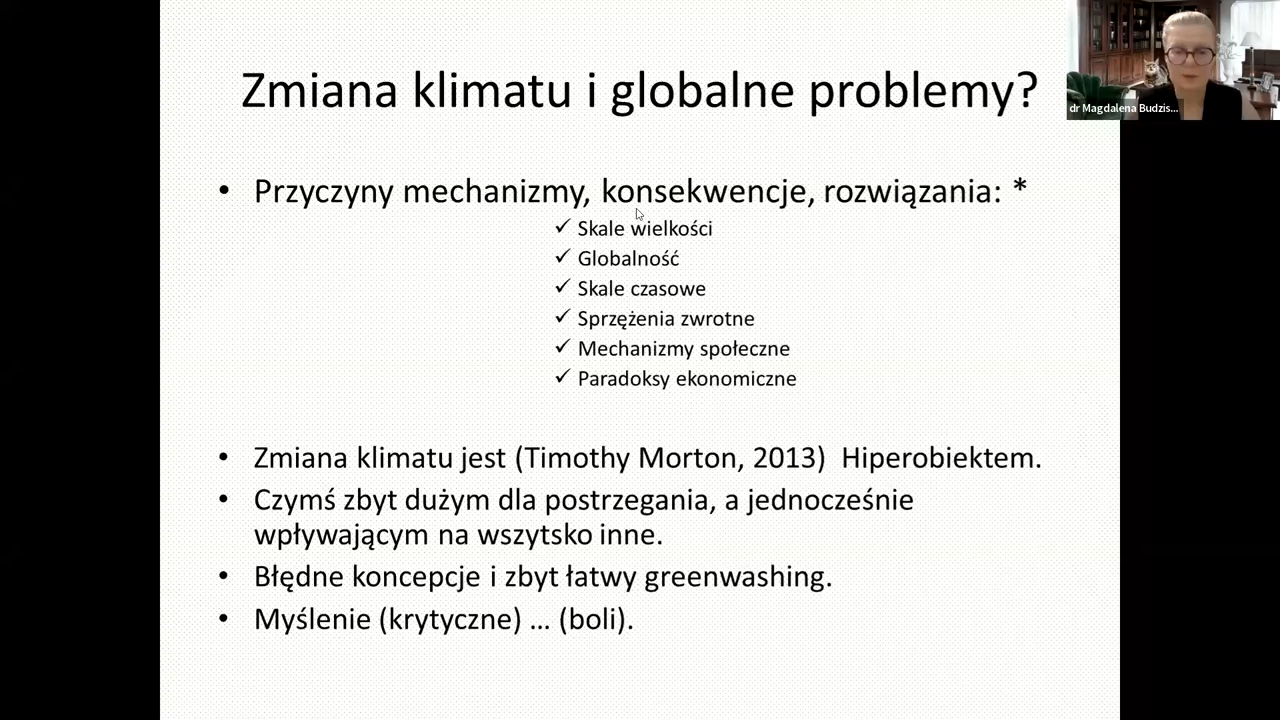 Zmiana klimatu i globalne problemy?
dr Magdalena Budzis...
• Przyczyny mechanizmy, konsekwencje, rozwiązania: *
✓ Skale wielkości
✓ Globalność
✓ Skale czasowe
✓ Sprzężenia zwrotne
✓ Mechanizmy społeczne
✓ Paradoksy ekonomiczne
• Zmiana klimatu jest (Timothy Morton, 2013) Hiperobiektem.
• Czymś zbyt dużym dla postrzegania, a jednocześnie
wpływającym na wszytsko inne.
• Błędne koncepcje i zbyt łatwy greenwashing.
• Myślenie (krytyczne) … (boli).